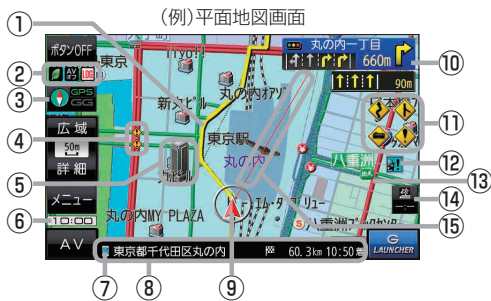 (例)平面地図画面
①
ボタンOFF
丸の内一丁目
660m
⑩
東京
②
LOG
90m
丸の内オアゾ
③
GPS
GG
新
ビル
⑪
広域
東京駅
④
50m
丸の内
八重洲
⑫
詳細
⑤
⑬
メニュー
⑭
⑥
10:00
丸の内MY PLAZA
⑮
AV
東京都千代田区丸の内
60.3km 10:50着
G
LAUNCHER
⑦
⑧
⑨